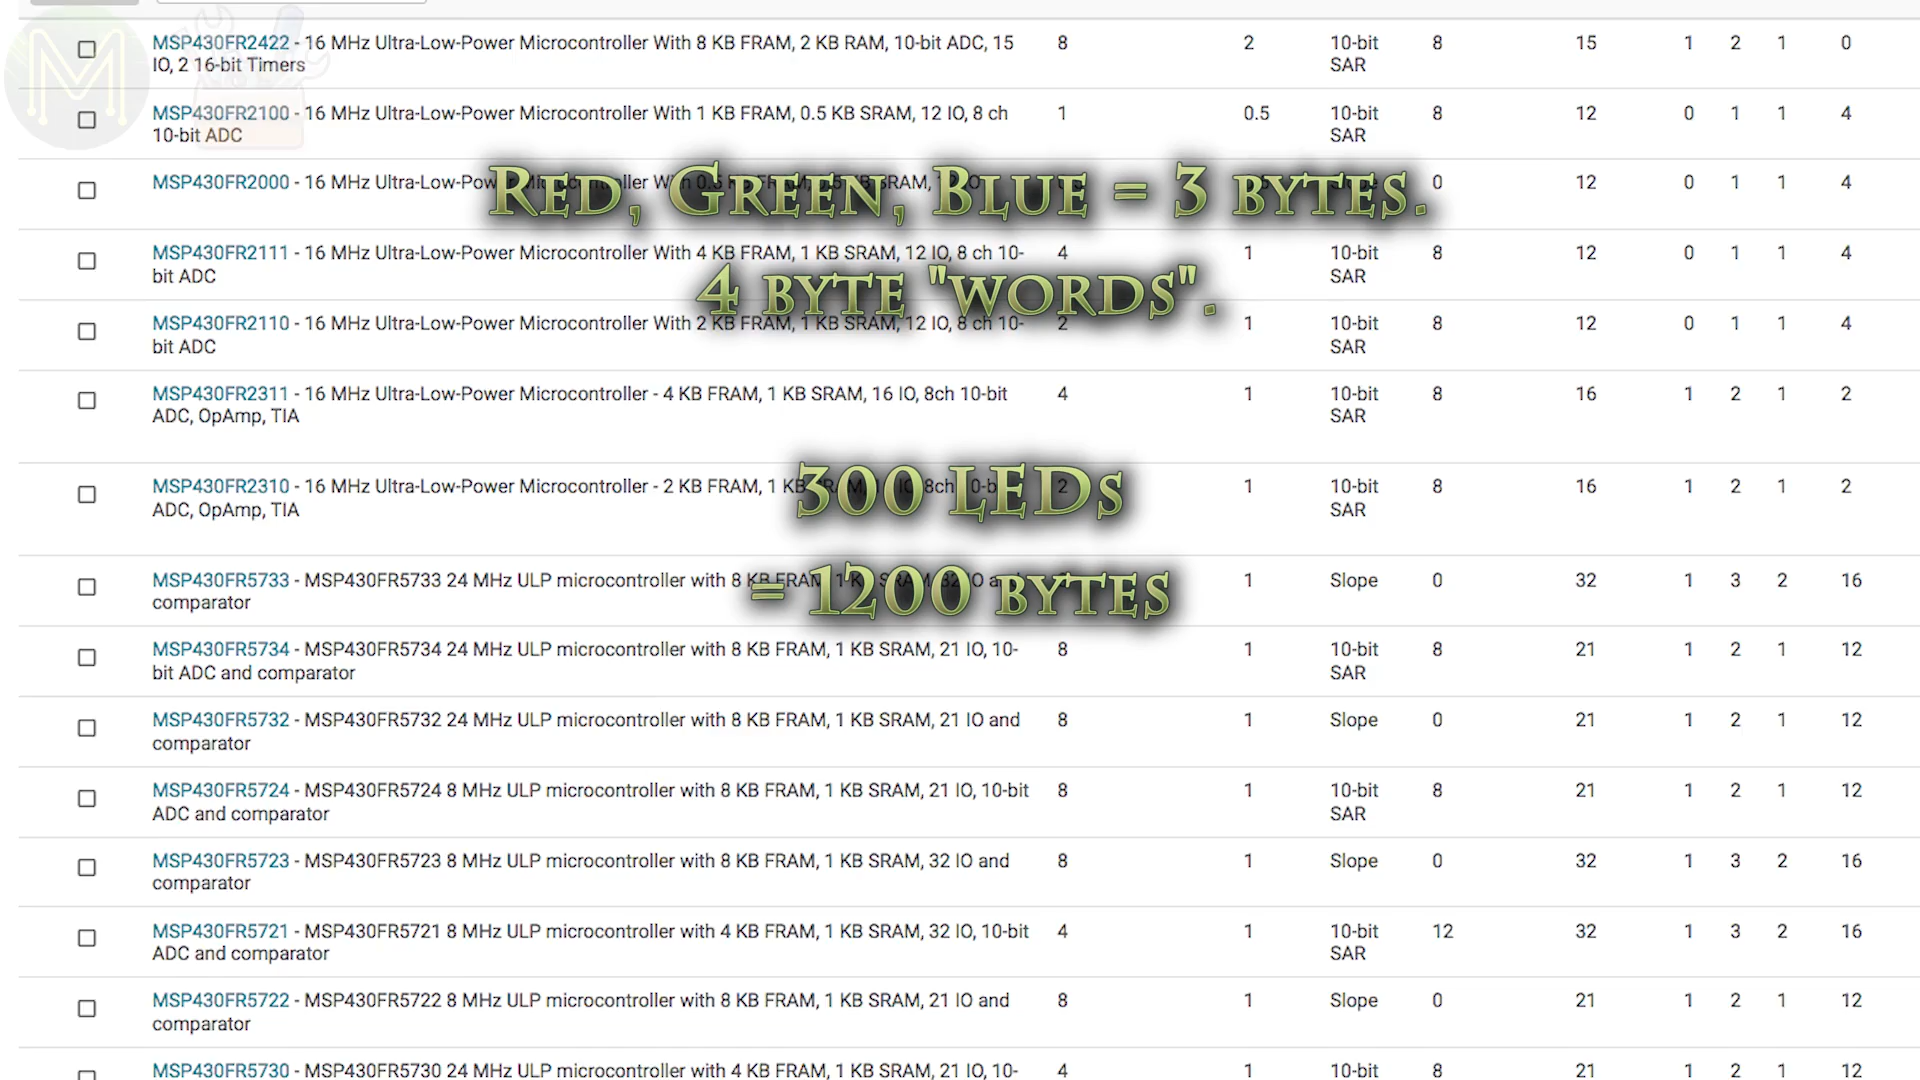 MSP430FR2422 - 16 MHz Ultra-Low-Power Microcontroller With 8 KB FRAM, 2 KB RAM, 10-bit ADC, 15 8 2 10-bit 8 15 1 2 1 0
IO, 2 16-bit Timers SAR
MSP430FR2100 - 16 MHz Ultra-Low-Power Microcontroller With 1 KB FRAM, 0.5 KB SRAM, 12 IO, 8 ch 1 0.5 10-bit 8 12 0 1 1 4
10-bit ADC SAR
MSP430FR2000 - 16 MHz Ultra-Low-Power 0 12 0 1 1 4
Red, Green, Blue = 3 bytes.
MSP430FR2111 - 16 MHz Ultra-Low-Power Microcontroller With 4 KB FRAM, 1 KB SRAM, 12 IO, 8 ch 10- 4 1 10-bit 8 12 0 1 1 4
bit ADC SAR
4 byte "words".
MSP430FR2110 - 16 MHz Ultra-Low-Power Microcontroller With 2 KB FRAM, 1 KB SRAM, 12 IO, 8 ch 10- 2 1 10-bit 8 12 0 1 1 4
bit ADC SAR
MSP430FR2311 - 16 MHz Ultra-Low-Power Microcontroller - 4 KB FRAM, 1 KB SRAM, 16 IO, 8ch 10-bit 4 1 10-bit 8 16 1 2 1 2
ADC, OpAmp, TIA SAR
MSP430FR2310 - 16 MHz Ultra-Low-Power Microcontroller - 2 KB FRAM, 1 2 1 10-bit 8 16 1 2 1 2
300 LEDs
ADC, OpAmp, TIA SAR
MSP430FR5733 - MSP430FR5733 24 MHz ULP microcontroller with 8 KB FRAM, 1 Slope 0 32 1 3 2 16
= 1200 bytes
comparator
MSP430FR5734 - MSP430FR5734 24 MHz ULP microcontroller with 8 KB FRAM, 1 KB SRAM, 21 IO, 10- 8 1 10-bit 8 21 1 2 1 12
bit ADC and comparator SAR
MSP430FR5732 - MSP430FR5732 24 MHz ULP microcontroller with 8 KB FRAM, 1 KB SRAM, 21 IO and 8 1 Slope 0 21 1 2 1 12
comparator
MSP430FR5724 - MSP430FR5724 8 MHz ULP microcontroller with 8 KB FRAM, 1 KB SRAM, 21 IO, 10-bit 8 1 10-bit 8 21 1 2 1 12
ADC and comparator SAR
MSP430FR5723 - MSP430FR5723 8 MHz ULP microcontroller with 8 KB FRAM, 1 KB SRAM, 32 IO and 8 1 Slope 0 32 1 3 2 16
comparator
MSP430FR5721 - MSP430FR5721 8 MHz ULP microcontroller with 4 KB FRAM, 1 KB SRAM, 32 IO, 10-bit 4 1 10-bit 12 32 1 3 2 16
ADC and comparator SAR
MSP430FR5722 - MSP430FR5722 8 MHz ULP microcontroller with 8 KB FRAM, 1 KB SRAM, 21 IO and 8 1 Slope 0 21 1 2 1 12
comparator
MSP430FR5730 - MSP430FR5730 24 MHz ULP microcontroller with 4 KB FRAM, 1 KB SRAM, 21 IO, 10- 4 1 10-bit 8 21 1 2 1 12